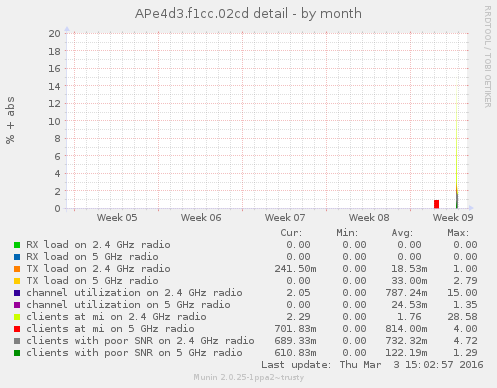 APe4d3.f1cc.02cd detail - by month
RRDTOOL / TOBI OETIKER
% + abs
20
18
16
14
12
10
8
6
4
2
0
Week 05 Week 06 Week 07 Week 08 Week 09
Cur: Min: Avg: Max:
RX load on 2.4 GHz radio 0.00 0.00 0.00 0.00
RX load on 5 GHz radio 0.00 0.00 0.00 0.00
TX load on 2.4 GHz radio 241.50m 0.00 18.53m 1.00
TX load on 5 GHz radio 0.00 0.00 33.00m 2.79
channel utilization on 2.4 GHz radio 2.05 0.00 787.24m 15.00
channel utilization on 5 GHz radio 0.00 0.00 24.53m 1.35
clients at mi on 2.4 GHz radio 2.29 0.00 1.76 28.58
clients at mi on 5 GHz radio 701.83m 0.00 814.00m 4.00
clients with poor SNR on 2.4 GHz radio 689.33m 0.00 732.32m 4.72
clients with poor SNR on 5 GHz radio 610.83m 0.00 122.19m 1.29
Last update: Thu Mar 3 15:02:57 2016
Munin 2.0.25-1ppa2~trusty